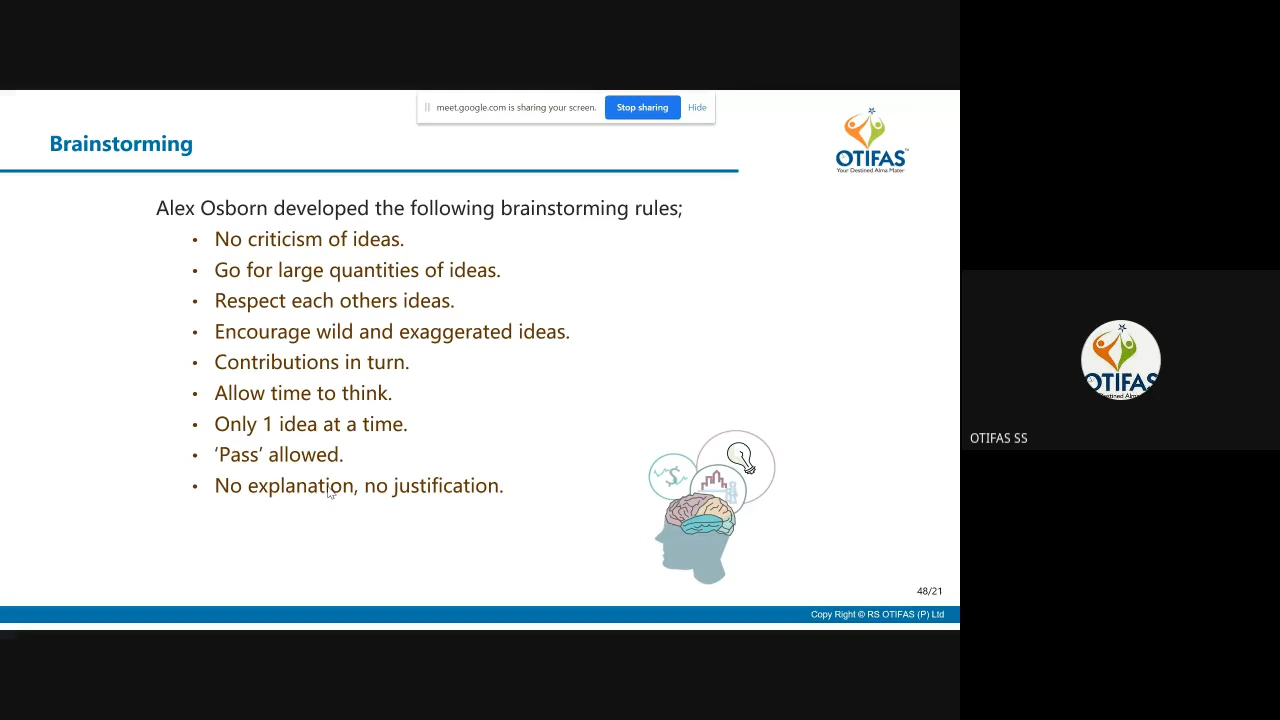 meet.google.com is sharing your screen. Stop sharing Hide
Brainstorming
OTIFAS™
Your Destined Alma Mater
Alex Osborn developed the following brainstorming rules;
• No criticism of ideas.
• Go for large quantities of ideas.
• Respect each others ideas.
• Encourage wild and exaggerated ideas.
• Contributions in turn.
• Allow time to think.
• Only 1 idea at a time.
• ‘Pass’ allowed.
• No explanation, no justification.
48/21
Copy Right © RS OTIFAS (P) Ltd
OTIFAS
OTIFAS SS